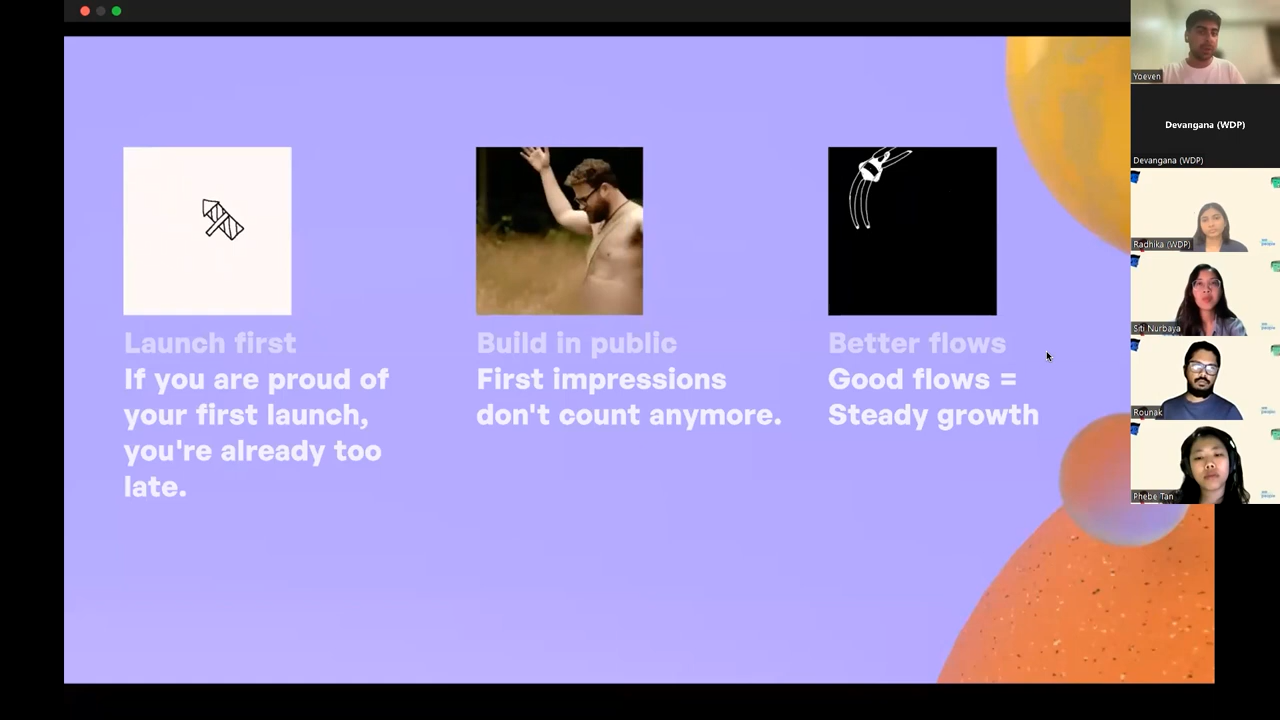 Launch first
If you are proud of
your first launch,
you're already too
late.
Build in public
First impressions
don't count anymore.
Better flows
Good flows =
Steady growth
Yoeven
Devangana (WDP)
Devangana (WDP)
Radhika (WDP)
Siti Nurbaya
Rounak
Phebe Tan